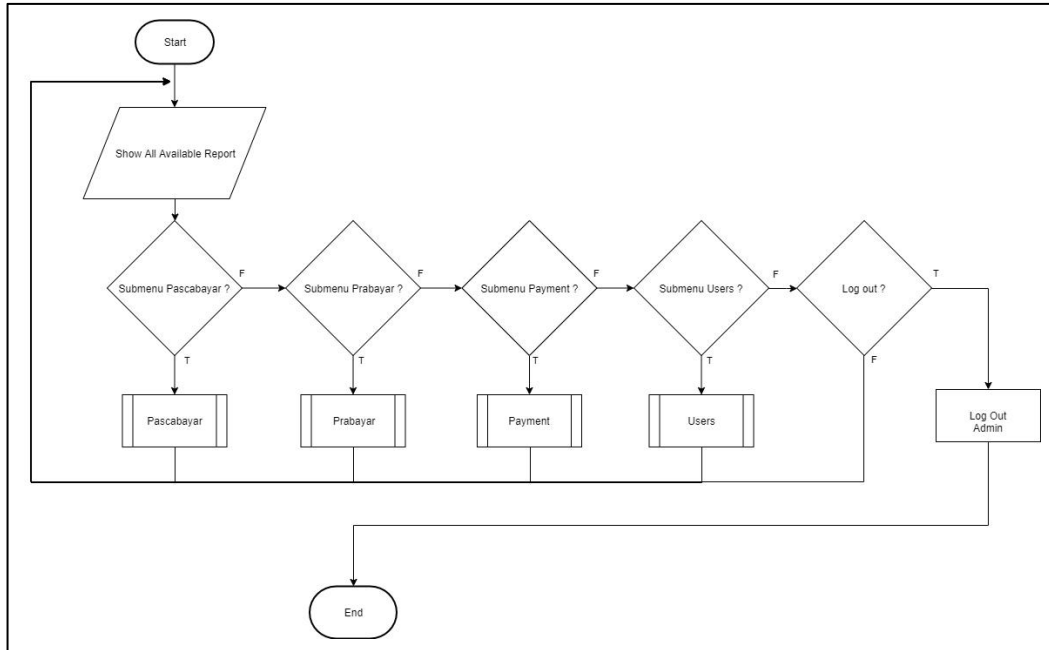 Start
Show All Available Report
Submenu Pascabayar ?
F
Submenu Prabayar ?
F
Submenu Payment ?
F
Submenu Users ?
F
Log out ?
T
T
T
T
T
F
Pascabayar
Prabayar
Payment
Users
Log Out
Admin
End